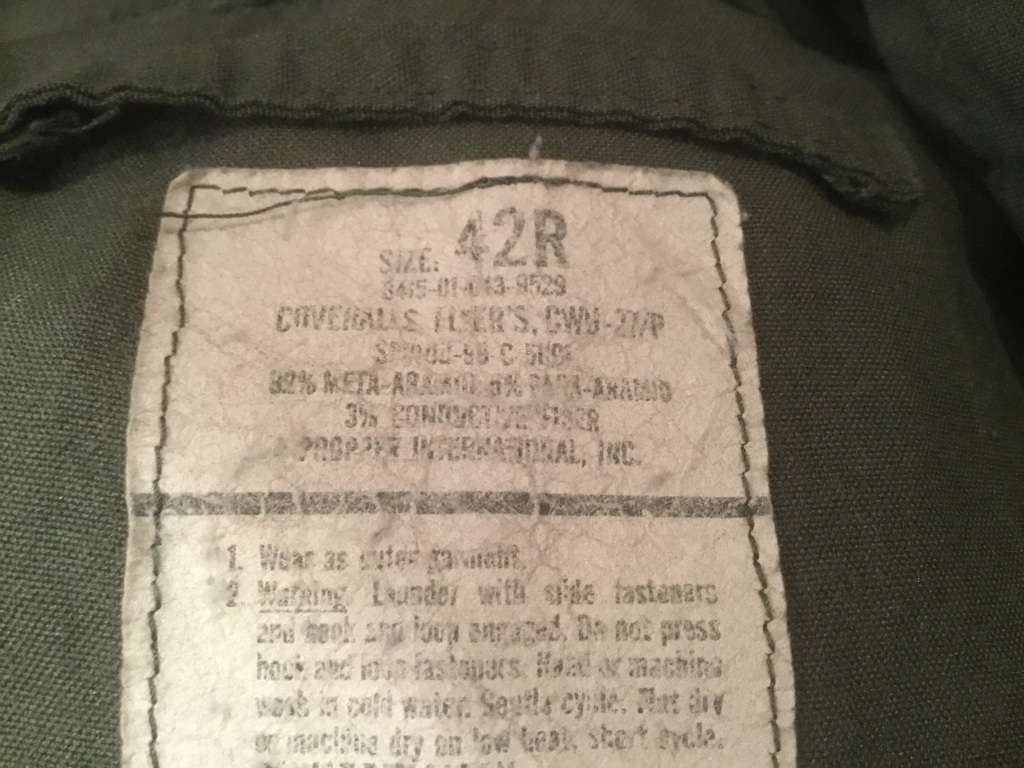 SIZE: 42R
COVERALLS, FLYER'S, CWU-27/P
92% META-ARAMID 5% PARA-ARAMID
3% CONDUCTIVE FIBER
PROPPER INTERNATIONAL, INC.
1. Wear as outer garment.
2. Warning. Launder with slide fasteners
and hook and loop engaged. Do not press
hook and loop fasteners. Hand or machine
wash in cold water. Gentle cycle. Flat dry
or machine dry on low heat, short cycle.